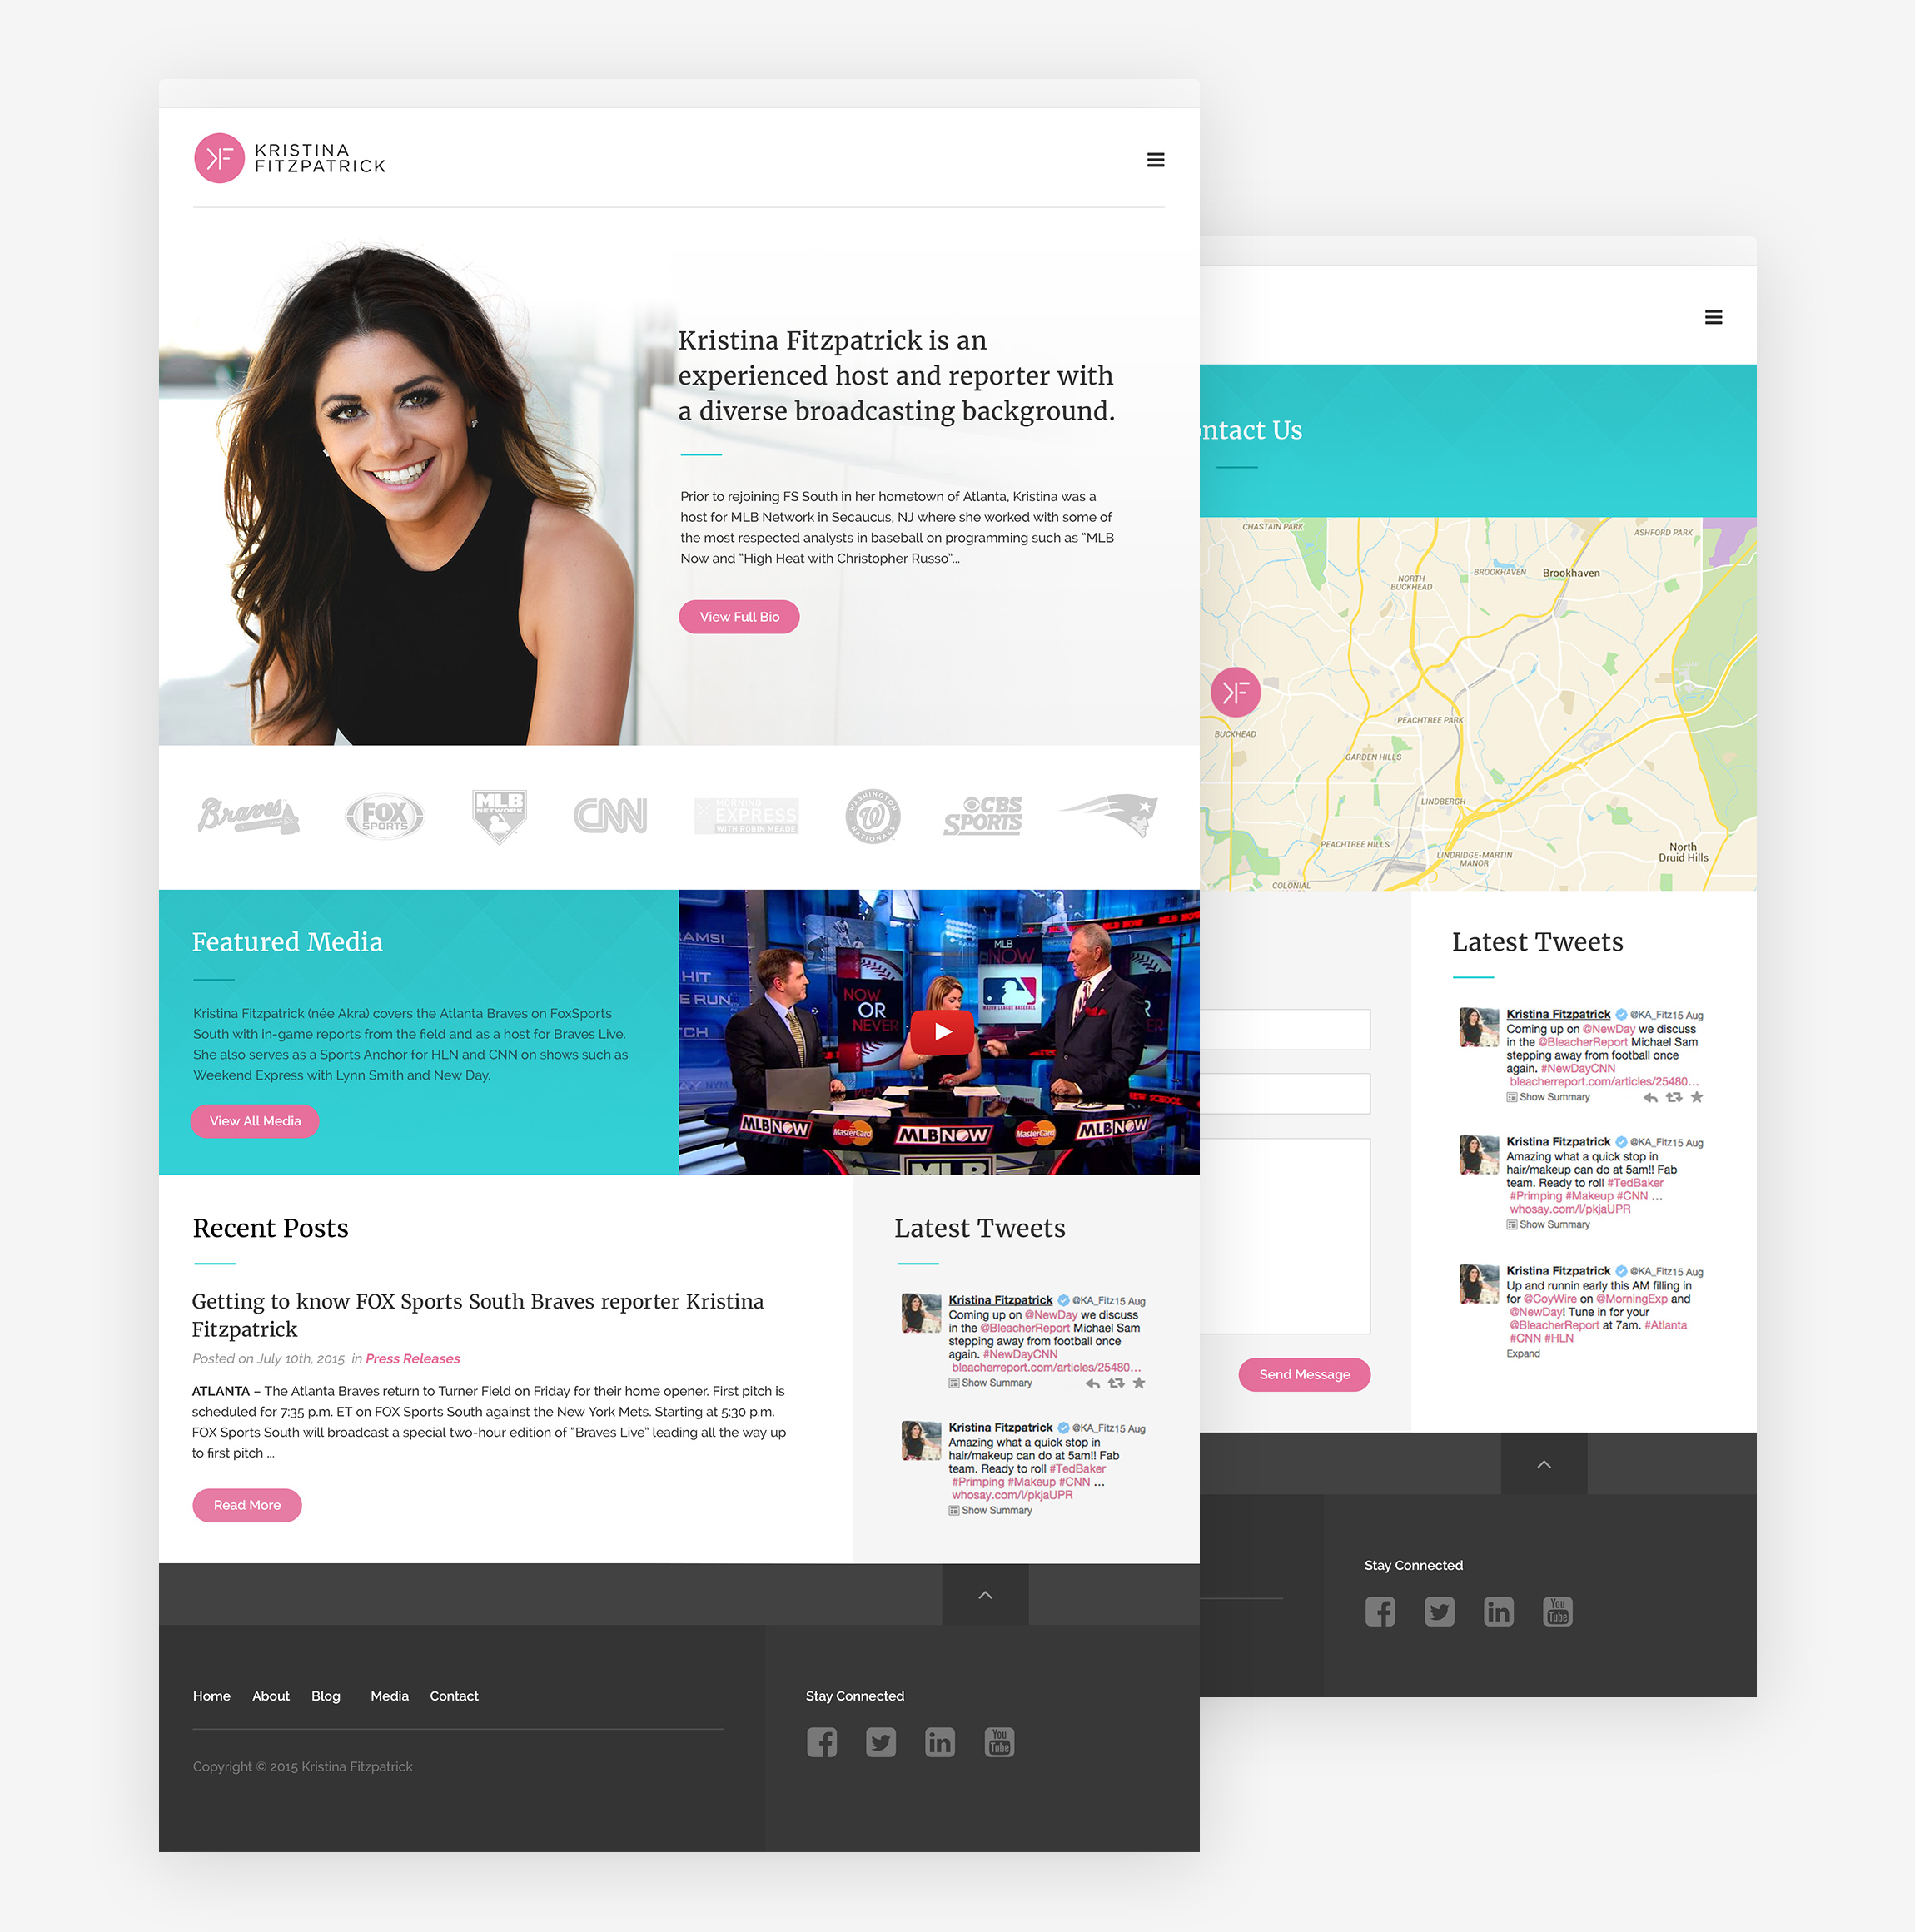 KRISTINA
FITZPATRICK
Kristina Fitzpatrick is an
experienced host and reporter with
a diverse broadcasting background.
Prior to rejoining FS South in her hometown of Atlanta, Kristina was a
host for MLB Network in Secaucus, NJ where she worked with some of
the most respected analysts in baseball on programming such as "MLB
Now and "High Heat with Christopher Russo"...
View Full Bio
Braves
FOX
SPORTS
MLB
NETWORK
CNN
MORNING
EXPRESS
WITH ROBIN MEADE
WASHINGTON
W
NATIONALS
CBS
SPORTS
Featured Media
Kristina Fitzpatrick (née Akra) covers the Atlanta Braves on FoxSports
South with in-game reports from the field and as a host for Braves Live.
She also serves as a Sports Anchor for HLN and CNN on shows such as
Weekend Express with Lynn Smith and New Day.
View All Media
HIT
E RUN
MLB
NOW
NOW
OR
NEVER
MAJOR LEAGUE BASEBALL
MLBNOW
MasterCard
MLBNOW
MasterCard
MLBNOW
MLB
Recent Posts
Getting to know FOX Sports South Braves reporter Kristina
Fitzpatrick
Posted on July 10th, 2015 in Press Releases
ATLANTA – The Atlanta Braves return to Turner Field on Friday for their home opener. First pitch is
scheduled for 7:35 p.m. ET on FOX Sports South against the New York Mets. Starting at 5:30 p.m.
FOX Sports South will broadcast a special two-hour edition of "Braves Live" leading all the way up
to first pitch ...
Read More
Latest Tweets
Kristina Fitzpatrick @KA_Fitz15 Aug
Coming up on @NewDay we discuss
in the @BleacherReport Michael Sam
stepping away from football once
again. #NewDayCNN
bleacherreport.com/articles/25480...
Show Summary
Kristina Fitzpatrick @KA_Fitz15 Aug
Amazing what a quick stop in
hair/makeup can do at 5am!! Fab
team. Ready to roll #TedBaker
#Primping #Makeup #CNN ...
whosay.com/l/pkjaUPR
Show Summary
Home About Blog Media Contact
Copyright © 2015 Kristina Fitzpatrick
Stay Connected
You
Tube
ntact Us
CHASTAIN PARK
ASHFORD PARK
NORTH
BUCKHEAD
BROOKHAVEN
Brookhaven
KF
PEACHTREE PARK
BUCKHEAD
GARDEN HILLS
LINDBERGH
PEACHTREE HILLS
LINDRIDGE-MARTIN
MANOR
North
Druid Hills
COLONIAL
Send Message
Latest Tweets
Kristina Fitzpatrick @KA_Fitz15 Aug
Coming up on @NewDay we discuss
in the @BleacherReport Michael Sam
stepping away from football once
again. #NewDayCNN
bleacherreport.com/articles/25480...
Show Summary
Kristina Fitzpatrick @KA_Fitz15 Aug
Amazing what a quick stop in
hair/makeup can do at 5am!! Fab
team. Ready to roll #TedBaker
#Primping #Makeup #CNN ...
whosay.com/l/pkjaUPR
Show Summary
Kristina Fitzpatrick @KA_Fitz15 Aug
Up and runnin early this AM filling in
for @CoyWire on @MorningExp and
@NewDay! Tune in for your
@BleacherReport at 7am. #Atlanta
#CNN #HLN
Expand
Stay Connected
You
Tube